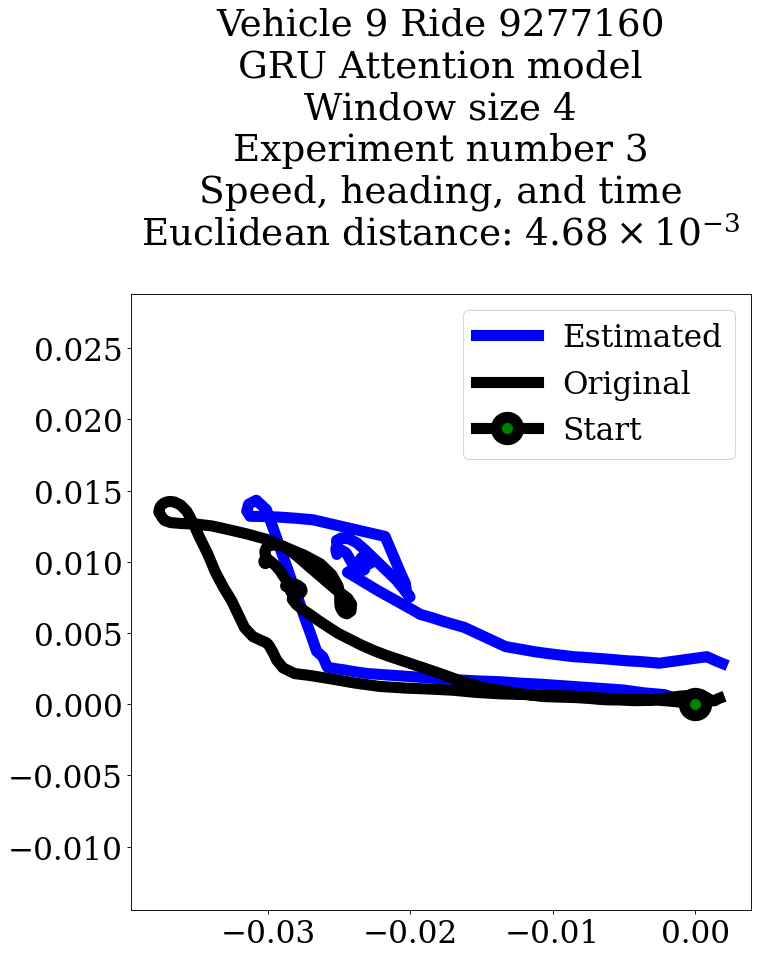 Vehicle 9 Ride 9277160
GRU Attention model
Window size 4
Experiment number 3
Speed, heading, and time
Euclidean distance: 4.68 × 10⁻³
Estimated
Original
Start
0.025
0.020
0.015
0.010
0.005
0.000
−0.005
−0.010
−0.03 −0.02 −0.01 0.00